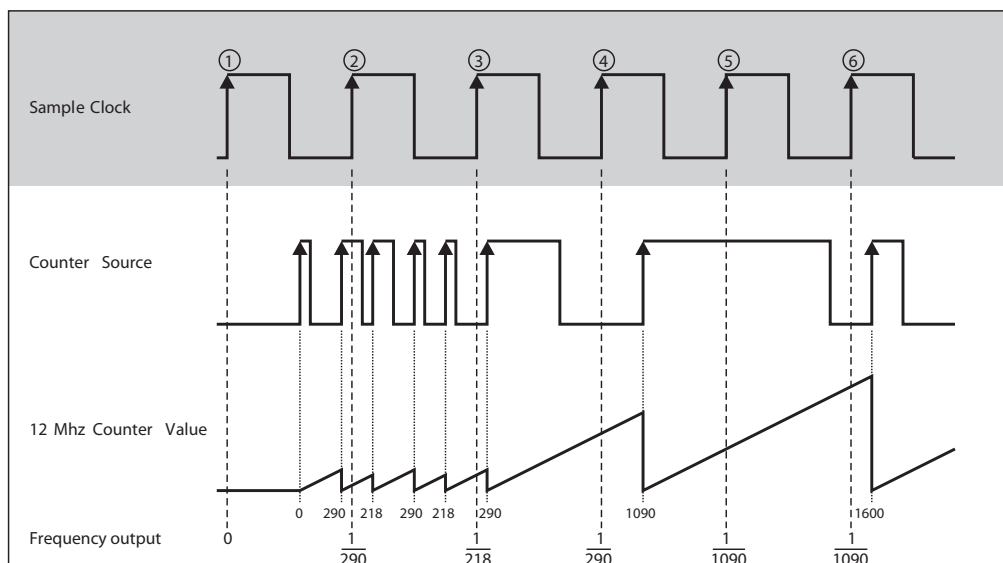 ① ② ③ ④ ⑤ ⑥
Sample Clock
Counter Source
12 Mhz Counter Value
0 290 218 290 218 290 1090 1600
Frequency output 0 1/290 1/218 1/290 1/1090 1/1090